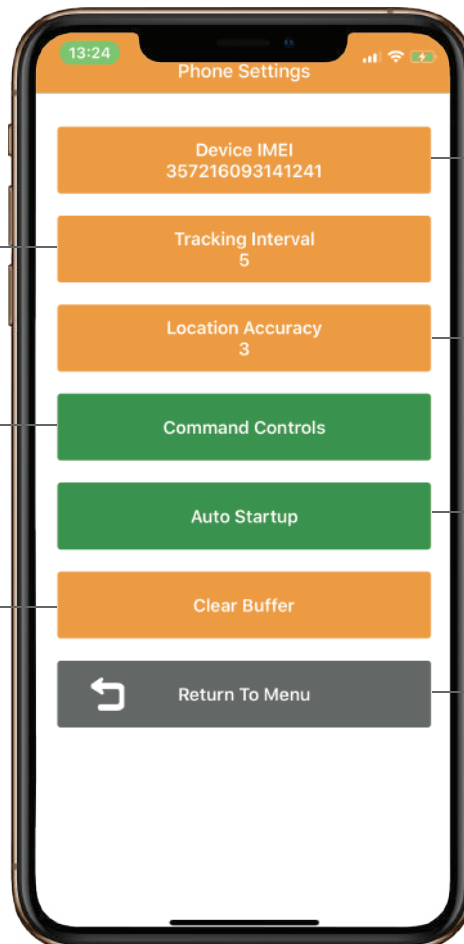 13:24
Phone Settings
Device IMEI
357216093141241
Tracking Interval
5
Location Accuracy
3
Command Controls
Auto Startup
Clear Buffer
Return To Menu